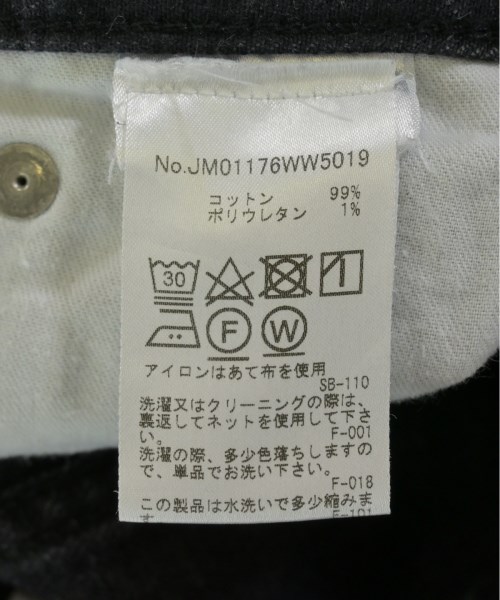 No.JM01176WW5019
コットン 99%
ポリウレタン 1%
30
F W
アイロンはあて布を使用
SB-110
洗濯又はクリーニングの際は、
裏返してネットを使用して下さ
い。 F-001
洗濯の際、多少色落ちしますの
で、単品でお洗い下さい。
F-018
この製品は水洗いで多少縮みま
す。 F-101